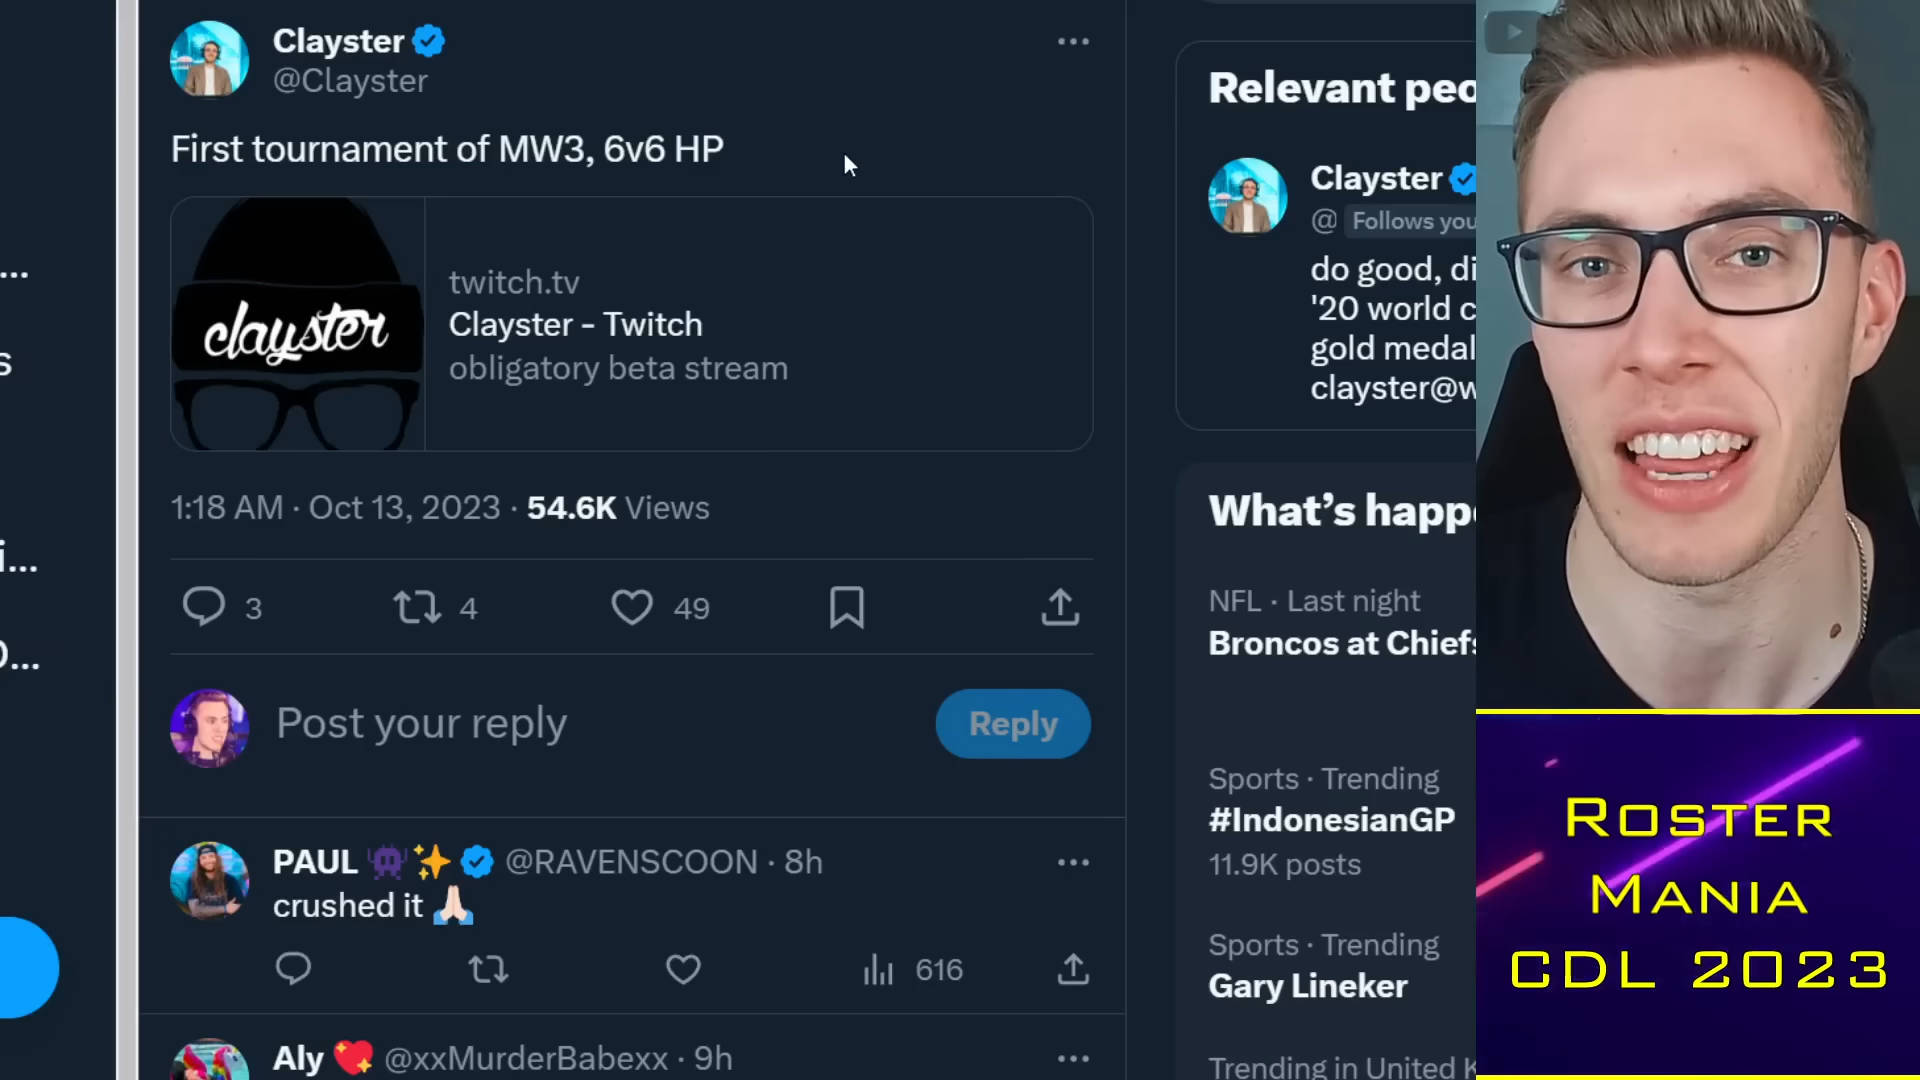 Clayster
@Clayster
First tournament of MW3, 6v6 HP
clayster
twitch.tv
Clayster - Twitch
obligatory beta stream
1:18 AM · Oct 13, 2023 · 54.6K Views
3
4
49
Post your reply
Reply
PAUL @RAVENSCOON · 8h
crushed it
616
Aly @xxMurderBabexx · 9h
Relevant peo
Clayster
@ Follows you
do good, di
'20 world c
gold medal
clayster@w
What's happ
NFL · Last night
Broncos at Chiefs
Sports · Trending
#IndonesianGP
11.9K posts
Sports · Trending
Gary Lineker
Trending in United K
...
s
i...
...
Roster
Mania
CDL 2023